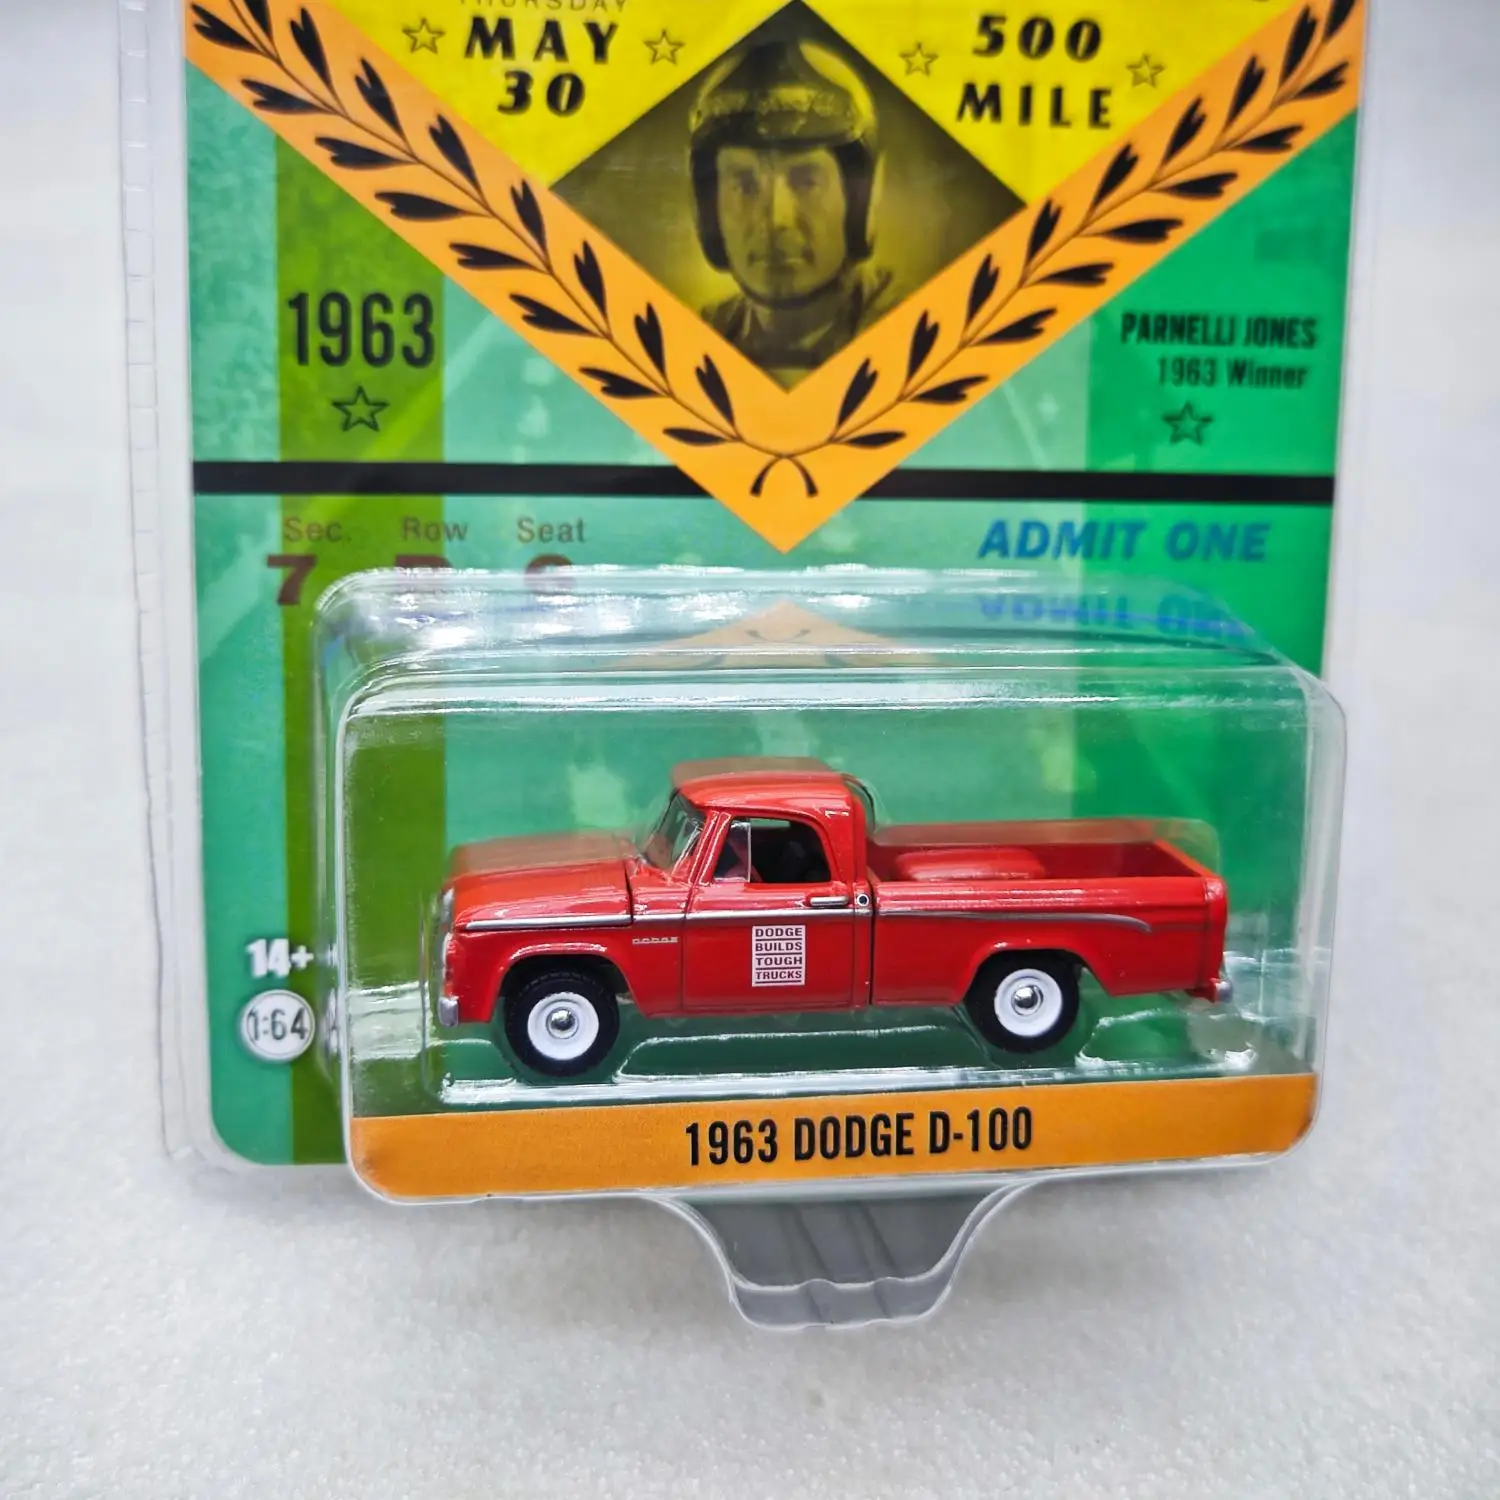 THURSDAY
MAY
30
500
MILE
1963
PARNELLI JONES
1963 Winner
Sec. Row Seat
7
ADMIT ONE
DODGE
DODGE
BUILDS
TOUGH
TRUCKS
14+
1:64
1963 DODGE D-100